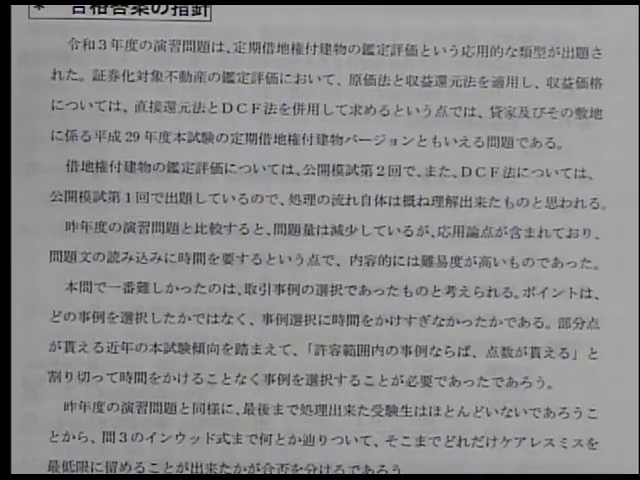 * 合格答案の指針
令和3年度の演習問題は、定期借地権付建物の鑑定評価という応用的な類型が出題さ
れた。証券化対象不動産の鑑定評価において、原価法と収益還元法を適用し、収益価格
については、直接還元法とDCF法を併用して求めるという点では、貸家及びその敷地
に係る平成29年度本試験の定期借地権付建物バージョンともいえる問題である。
借地権付建物の鑑定評価については、公開模試第2回で、また、DCF法については、
公開模試第1回で出題しているので、処理の流れ自体は概ね理解出来たものと思われる。
昨年度の演習問題と比較すると、問題量は減少しているが、応用論点が含まれており、
問題文の読み込みに時間を要するという点で、内容的には難易度が高いものであった。
本問で一番難しかったのは、取引事例の選択であったものと考えられる。ポイントは、
どの事例を選択したかではなく、事例選択に時間をかけすぎなかったかである。部分点
が貰える近年の本試験傾向を踏まえて、「許容範囲内の事例ならば、点数が貰える」と
割り切って時間をかけることなく事例を選択することが必要であったであろう。
昨年度の演習問題と同様に、最後まで処理出来た受験生はほとんどいないであろうこ
とから、問3のインウッド式まで何とか辿りついて、そこまでどれだけケアレスミスを
最低限に留めることが出来たかが合否を分けるであろう